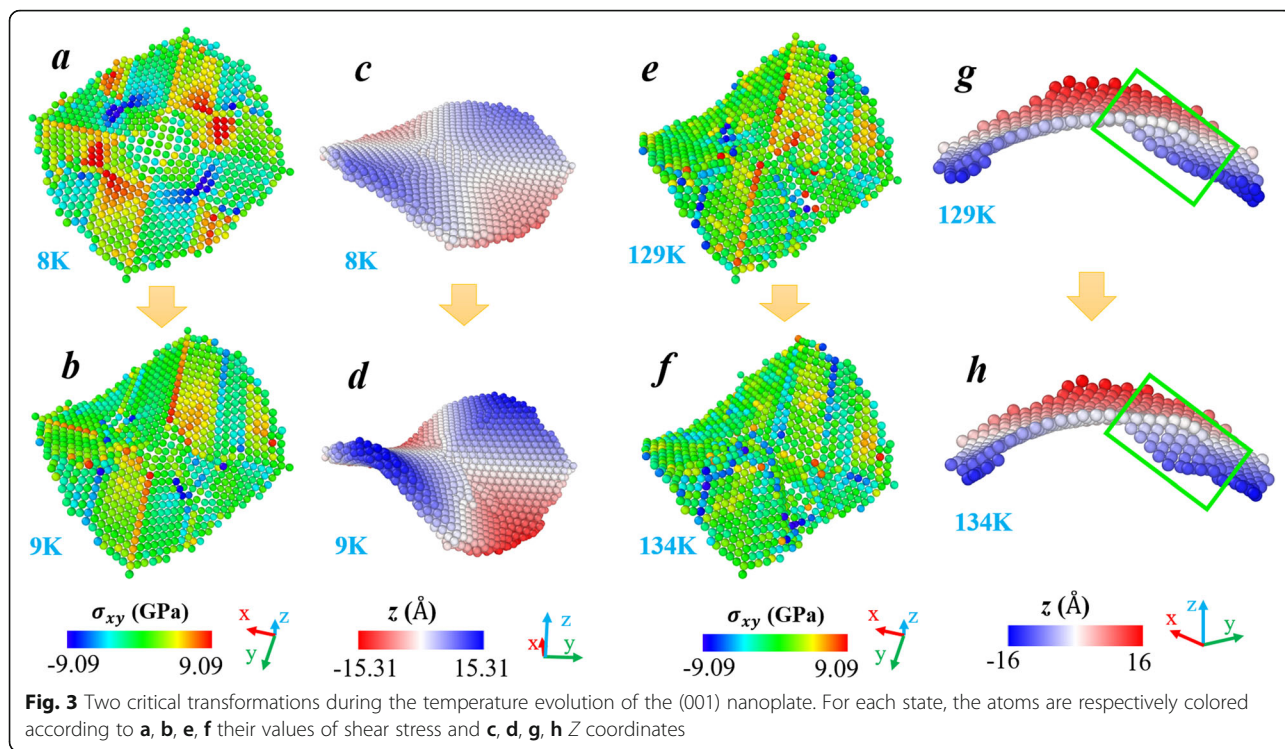 a
c
e
g
8K
8K
129K
129K
b
d
f
h
9K
9K
134K
134K
σxy (GPa)
-9.09 9.09
x
z
y
z (Å)
-15.31 15.31
z
x
y
σxy (GPa)
-9.09 9.09
x
z
y
z (Å)
-16 16
z
x
y
Fig. 3 Two critical transformations during the temperature evolution of the (001) nanoplate. For each state, the atoms are respectively colored
according to a, b, e, f their values of shear stress and c, d, g, h Z coordinates